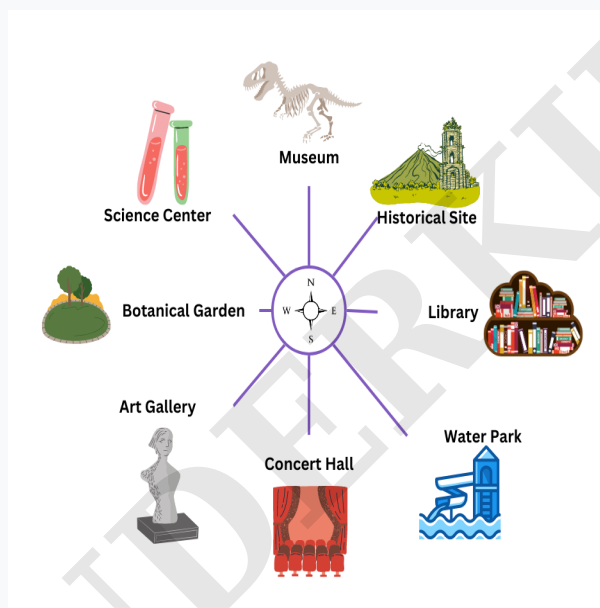 Museum
Science Center
Historical Site
N
Botanical Garden
W
E
Library
S
Art Gallery
Water Park
Concert Hall